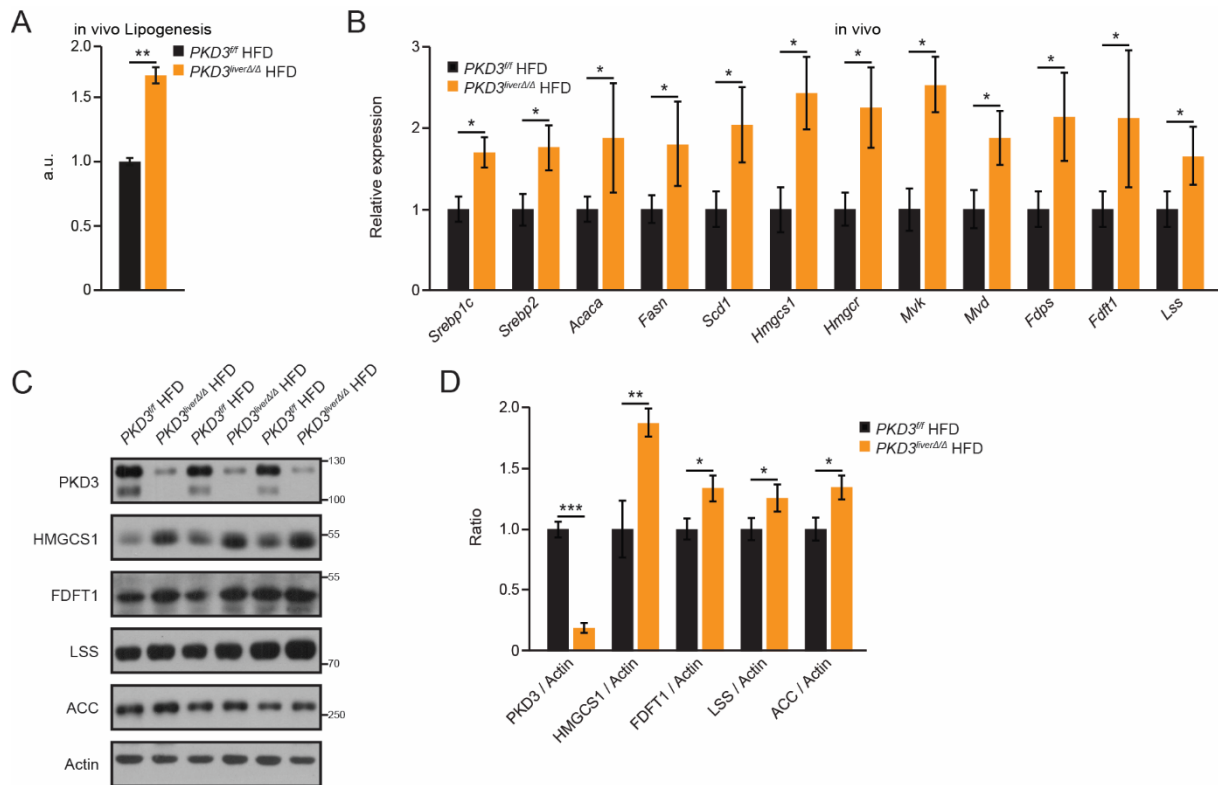 A
in vivo Lipogenesis
2.0
1.5
1.0
0.5
0
a.u.
**
PKD3f/f HFD
PKD3liverΔ/Δ HFD
B
in vivo
PKD3f/f HFD
PKD3liverΔ/Δ HFD
3
2
1
0
Relative expression
* * * * * * * * * * * *
Srebp1c Srebp2 Acaca Fasn Scd1 Hmgcs1 Hmgcr Mvk Mvd Fdps Fdft1 Lss
C
PKD3f/f HFD
PKD3liverΔ/Δ HFD
PKD3f/f HFD
PKD3liverΔ/Δ HFD
PKD3f/f HFD
PKD3liverΔ/Δ HFD
PKD3
130
100
HMGCS1
55
FDFT1
55
LSS
70
ACC
250
Actin
D
PKD3f/f HFD
PKD3liverΔ/Δ HFD
2.0
1.5
1.0
0.5
0
Ratio
*** ** * * *
PKD3 / Actin
HMGCS1 / Actin
FDFT1 / Actin
LSS / Actin
ACC / Actin